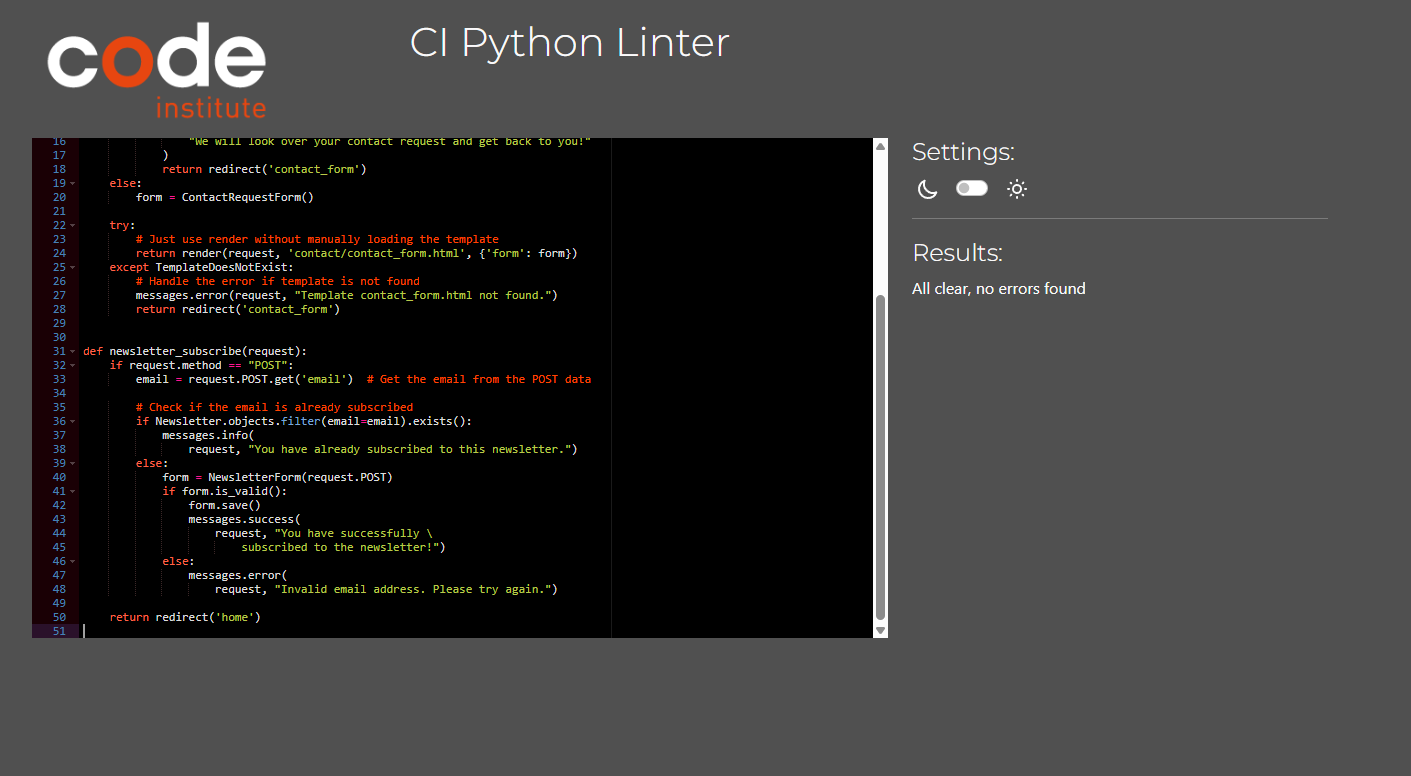 code
institute
CI Python Linter
16 "We will look over your contact request and get back to you!"
17 )
18 return redirect('contact_form')
19 else:
20 form = ContactRequestForm()
21
22 try:
23 # Just use render without manually loading the template
24 return render(request, 'contact/contact_form.html', {'form': form})
25 except TemplateDoesNotExist:
26 # Handle the error if template is not found
27 messages.error(request, "Template contact_form.html not found.")
28 return redirect('contact_form')
29
30
31 def newsletter_subscribe(request):
32 if request.method == "POST":
33 email = request.POST.get('email')  # Get the email from the POST data
34
35 # Check if the email is already subscribed
36 if Newsletter.objects.filter(email=email).exists():
37 messages.info(
38 request, "You have already subscribed to this newsletter.")
39 else:
40 form = NewsletterForm(request.POST)
41 if form.is_valid():
42 form.save()
43 messages.success(
44 request, "You have successfully \
45 subscribed to the newsletter!")
46 else:
47 messages.error(
48 request, "Invalid email address. Please try again.")
49
50 return redirect('home')
51
Settings:
Results:
All clear, no errors found